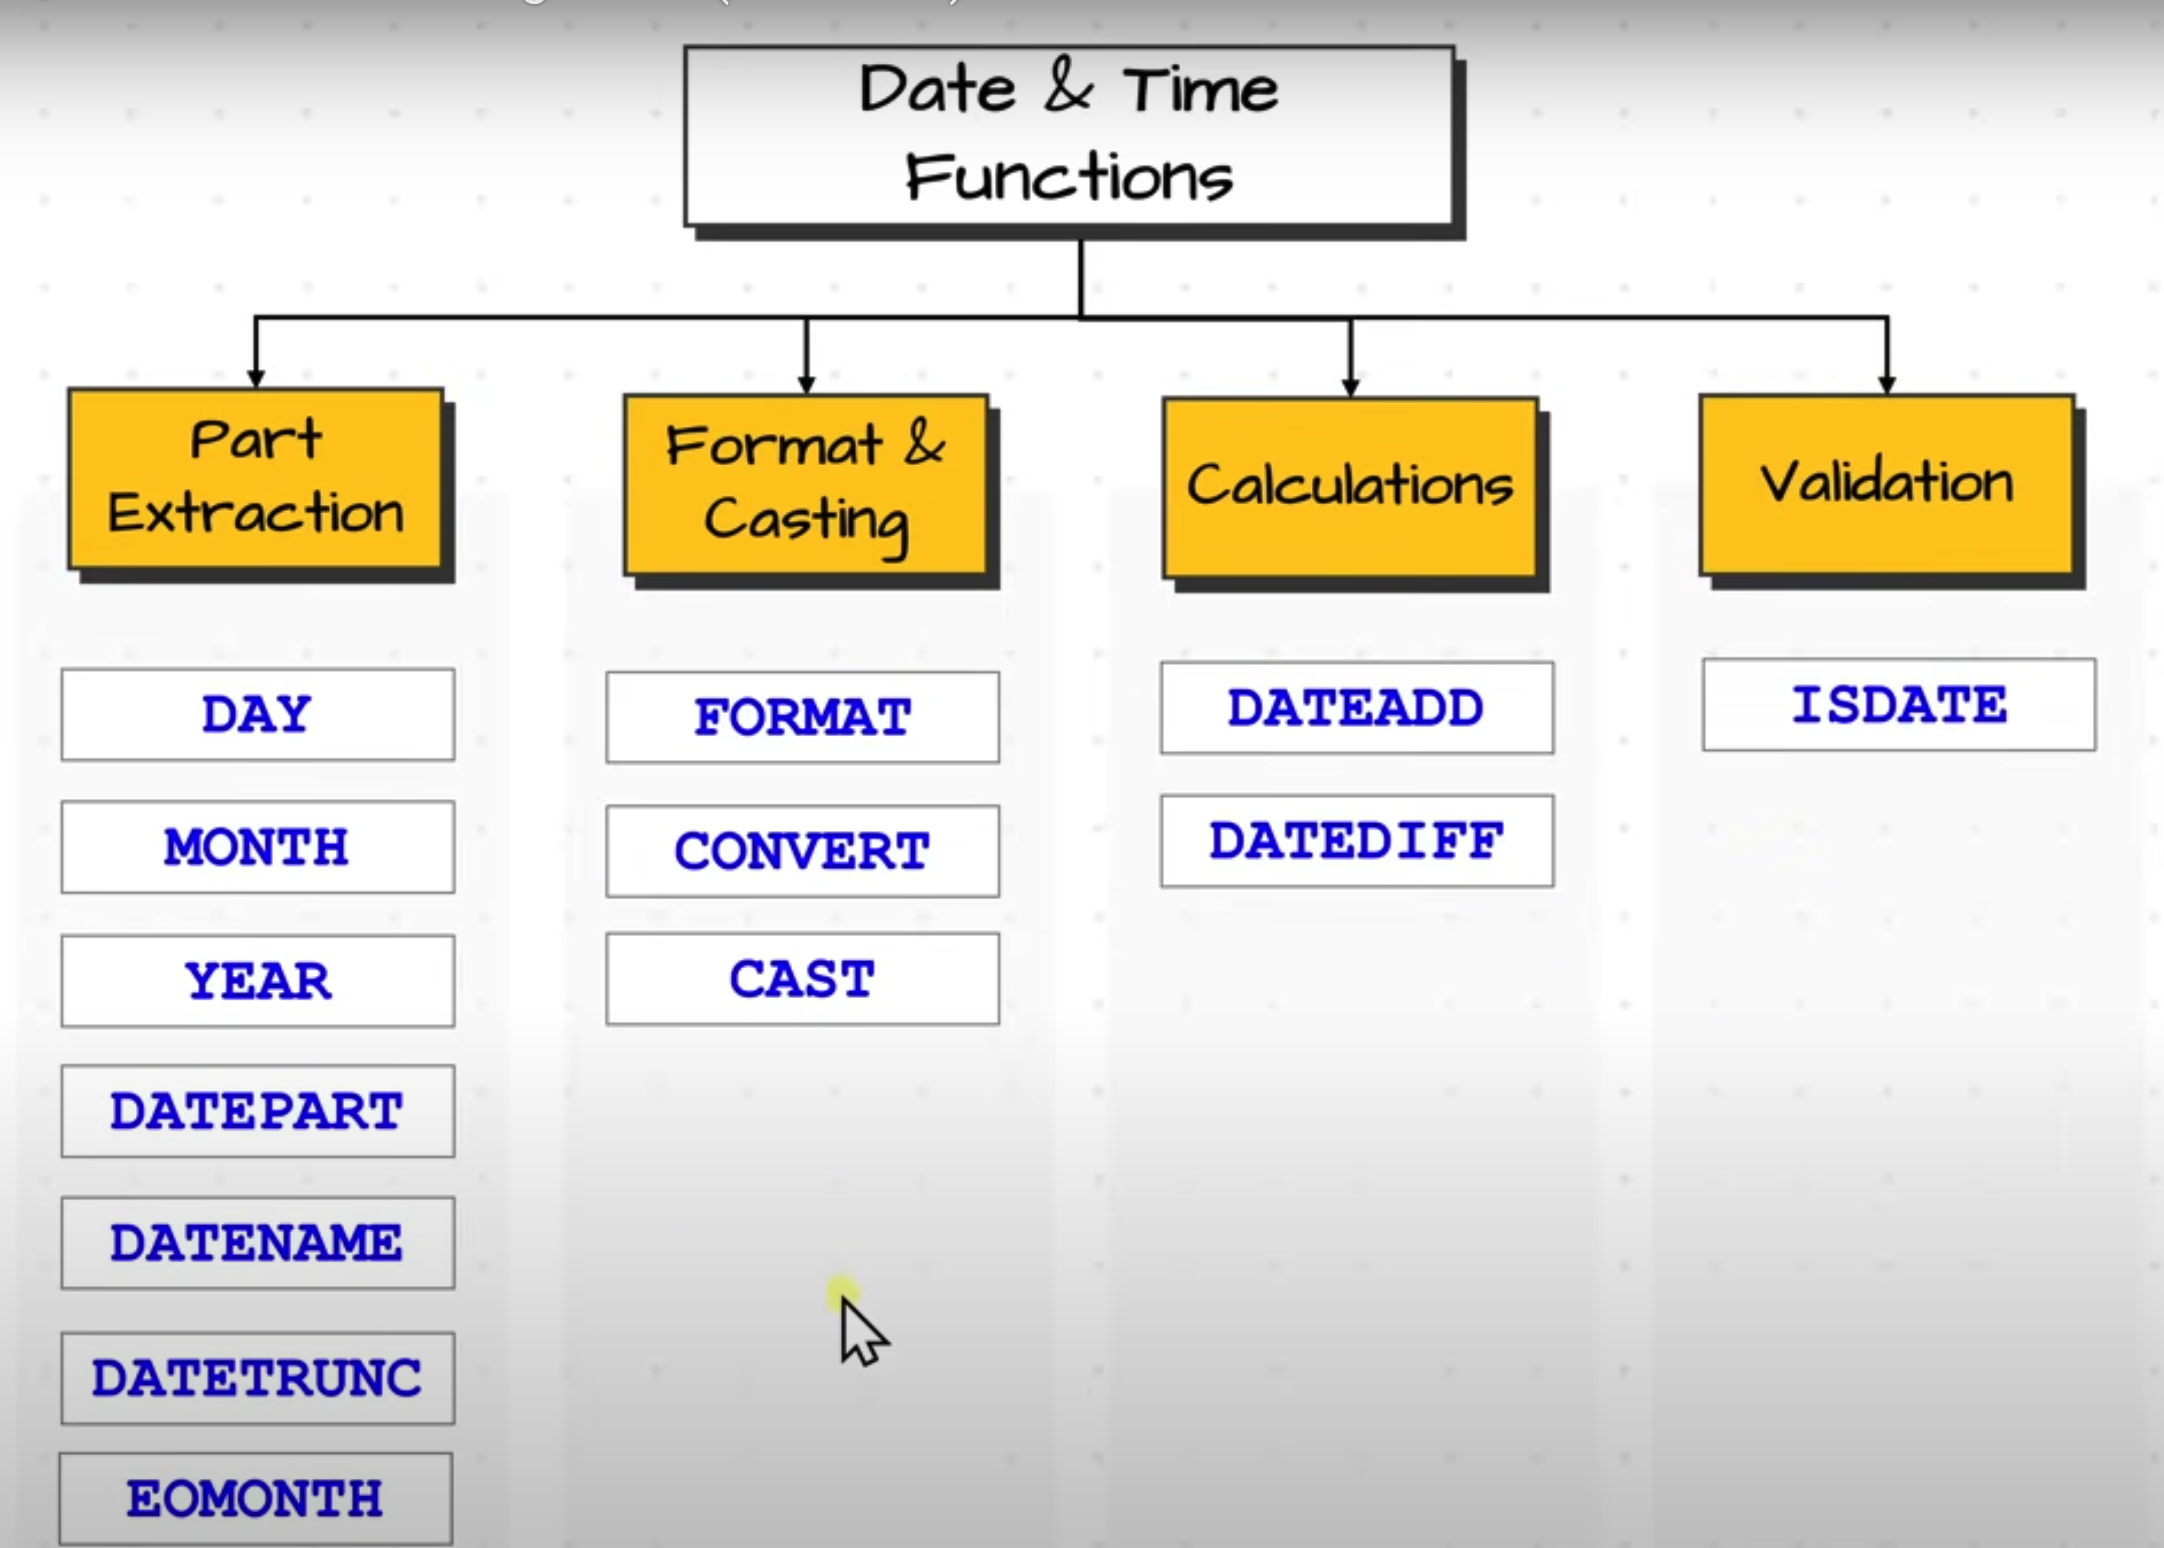 Date & Time
Functions
Part
Extraction
Format &
Casting
Calculations
Validation
DAY
MONTH
YEAR
DATEPART
DATENAME
DATETRUNC
EOMONTH
FORMAT
CONVERT
CAST
DATEADD
DATEDIFF
ISDATE